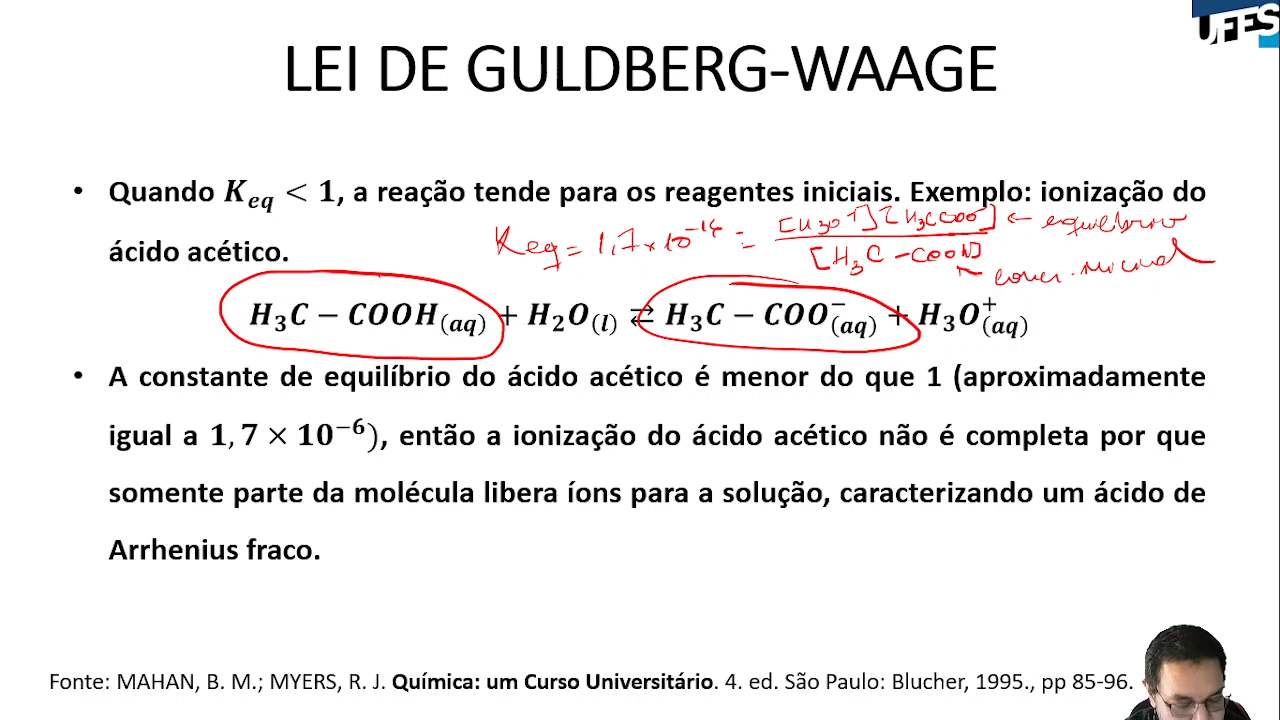 UFES
LEI DE GULDBERG-WAAGE
• Quando K_eq < 1, a reação tende para os reagentes iniciais. Exemplo: ionização do
ácido acético.
Keq = 1,7 × 10⁻¹⁴ = [H3O+][H3CCOO⁻] ← equilíbrio
[H3C-COOH] ← conc. inicial
H₃C − COOH(aq) + H₂O(l) ⇄ H₃C − COO⁻(aq) + H₃O⁺(aq)
• A constante de equilíbrio do ácido acético é menor do que 1 (aproximadamente
igual a 1,7 × 10⁻⁶), então a ionização do ácido acético não é completa por que
somente parte da molécula libera íons para a solução, caracterizando um ácido de
Arrhenius fraco.
Fonte: MAHAN, B. M.; MYERS, R. J. Química: um Curso Universitário. 4. ed. São Paulo: Blucher, 1995., pp 85-96.